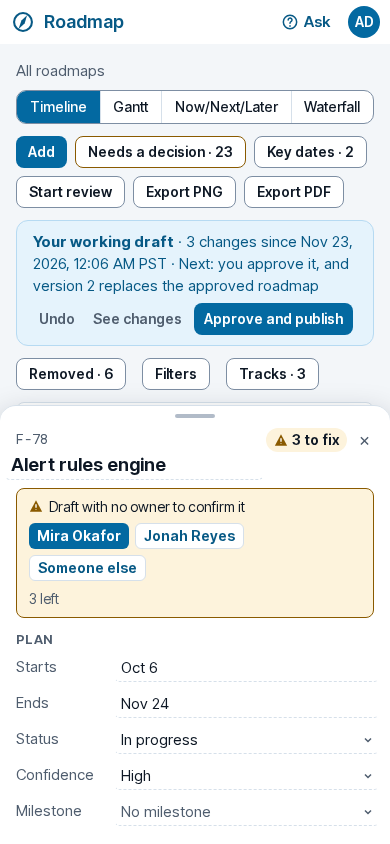 Roadmap
Ask
AD
All roadmaps
Timeline
Gantt
Now/Next/Later
Waterfall
Add
Needs a decision · 23
Key dates · 2
Start review
Export PNG
Export PDF
Your working draft · 3 changes since Nov 23,
2026, 12:06 AM PST · Next: you approve it, and
version 2 replaces the approved roadmap
Undo
See changes
Approve and publish
Removed · 6
Filters
Tracks · 3
F-78
3 to fix
Alert rules engine
Draft with no owner to confirm it
Mira Okafor
Jonah Reyes
Someone else
3 left
PLAN
Starts
Oct 6
Ends
Nov 24
Status
In progress
Confidence
High
Milestone
No milestone